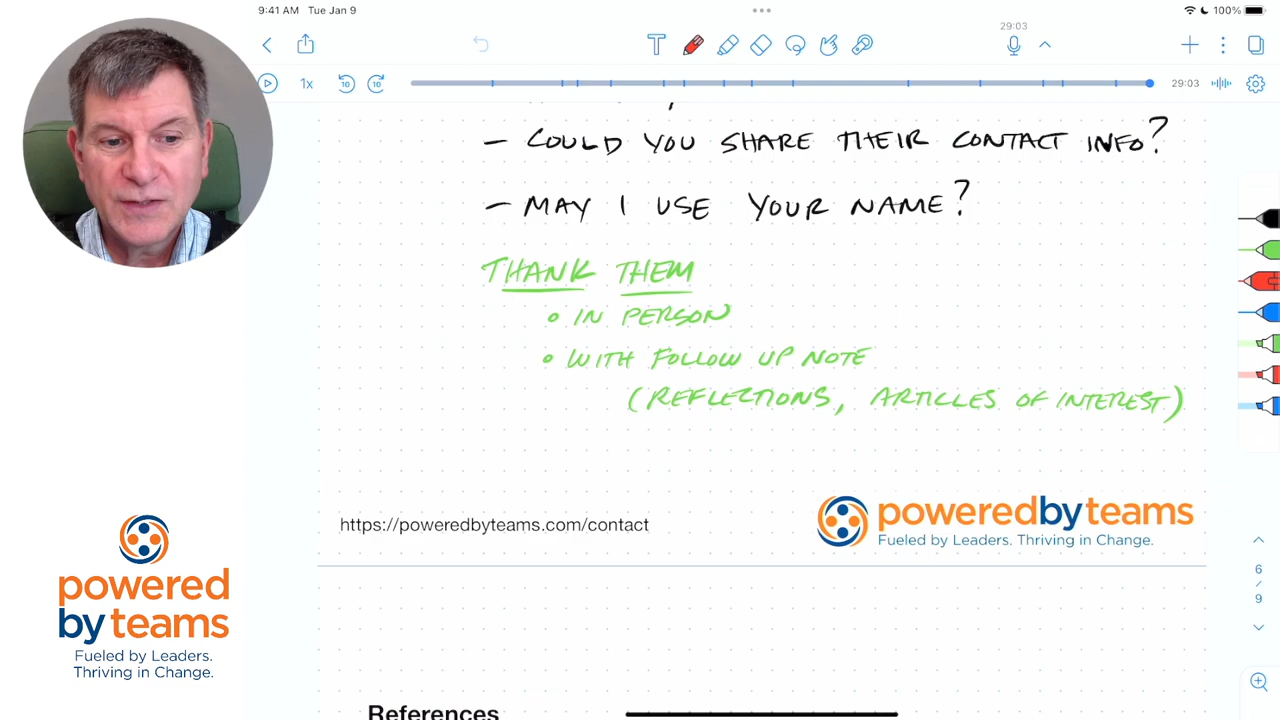 9:41 AM Tue Jan 9
100%
29:03
1x
10
10
29:03
- COULD YOU SHARE THEIR CONTACT INFO?
- MAY I USE YOUR NAME?
THANK THEM
• IN PERSON
• WITH FOLLOW UP NOTE
(REFLECTIONS, ARTICLES OF INTEREST)
https://poweredbyteams.com/contact
poweredbyteams
Fueled by Leaders. Thriving in Change.
6
/
9
powered
by teams
Fueled by Leaders.
Thriving in Change.
References